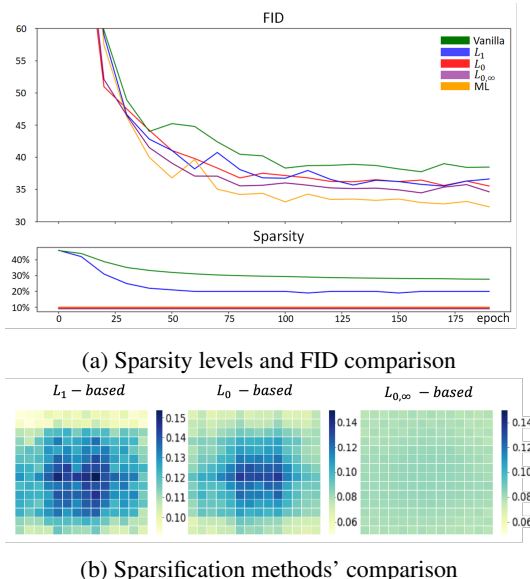 FID
60
55
50
45
40
35
30
25
Vanilla
L₁
L₀
L₀,∞
ML
Sparsity
40%
30%
20%
10%
0 25 50 75 100 125 150 175 epoch
(a) Sparsity levels and FID comparison
L₁ − based L₀ − based L₀,∞ − based
0.15
0.14
0.13
0.12
0.11
0.10
0.14
0.12
0.10
0.08
0.06
0.14
0.12
0.10
0.08
0.06
(b) Sparsification methods' comparison